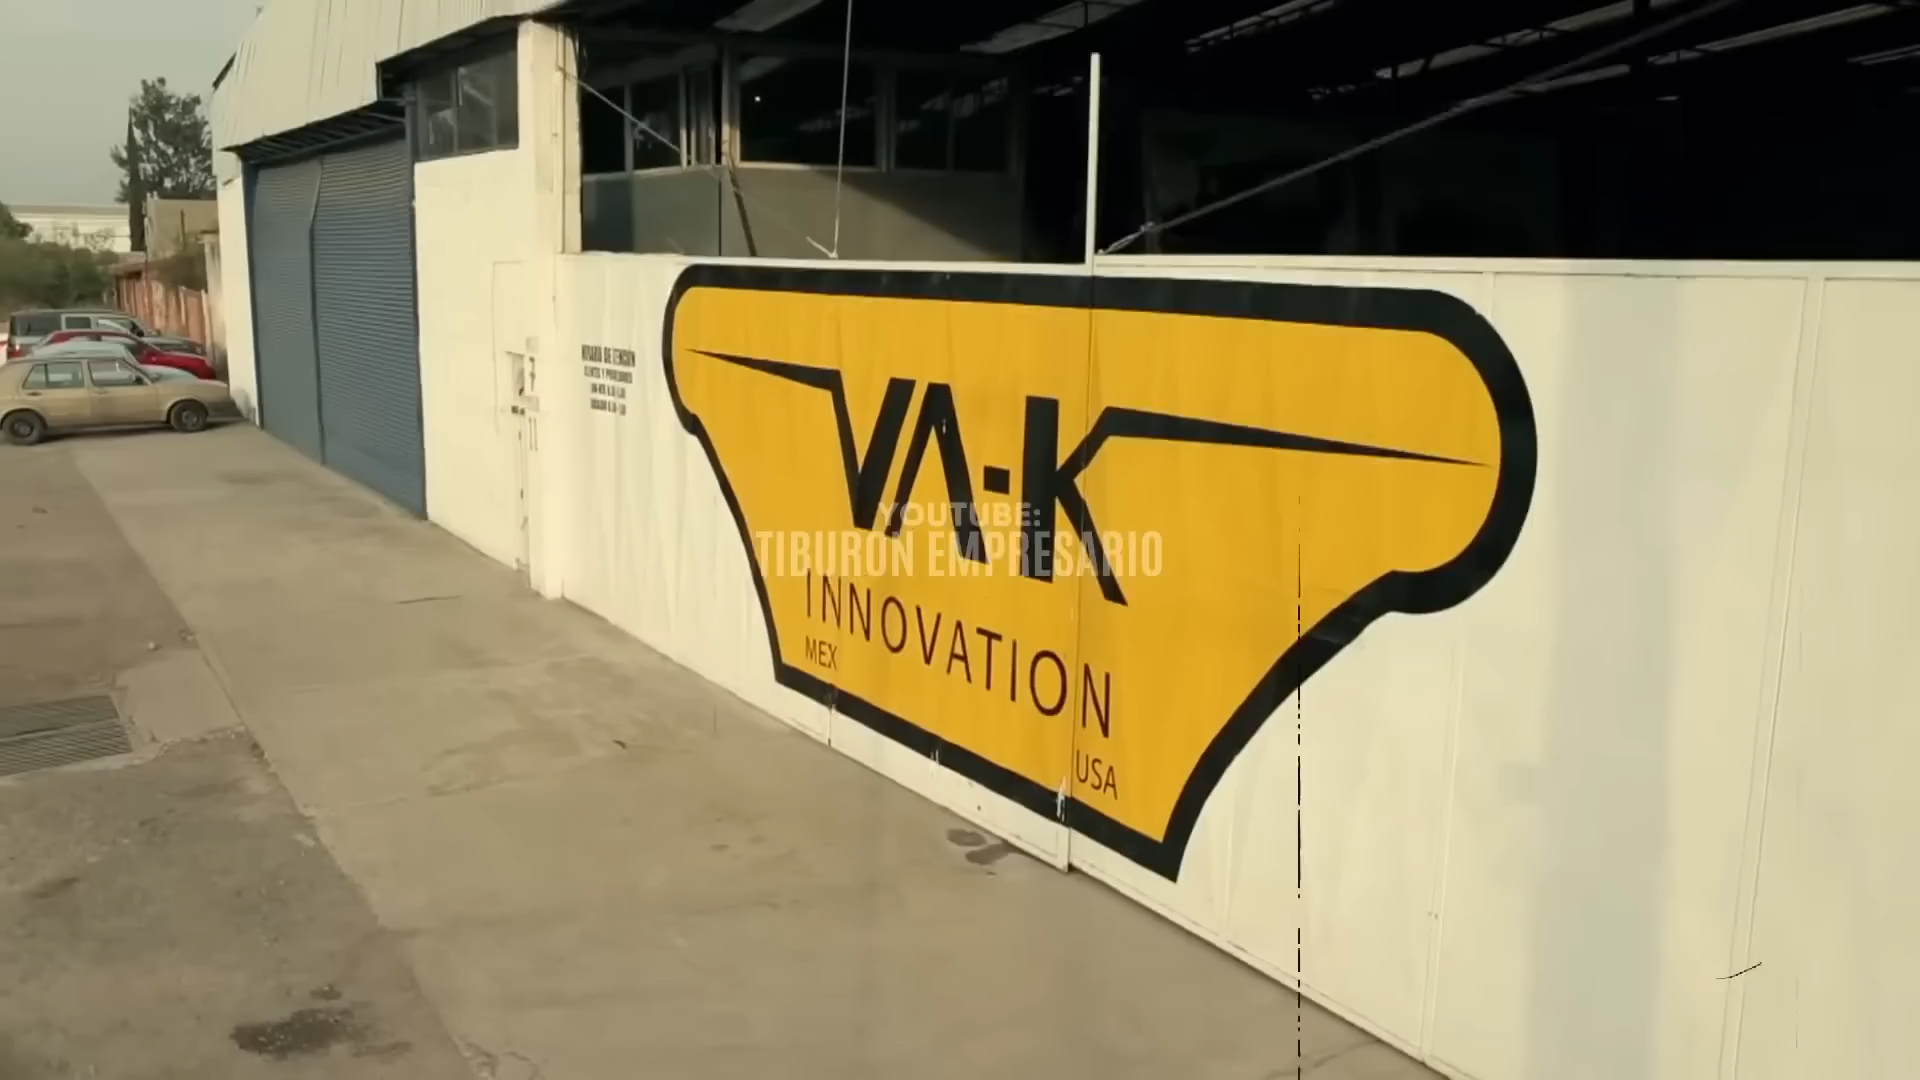 VA-K
INNOVATION
MEX
USA
YOUTUBE:
TIBURON EMPRESARIO